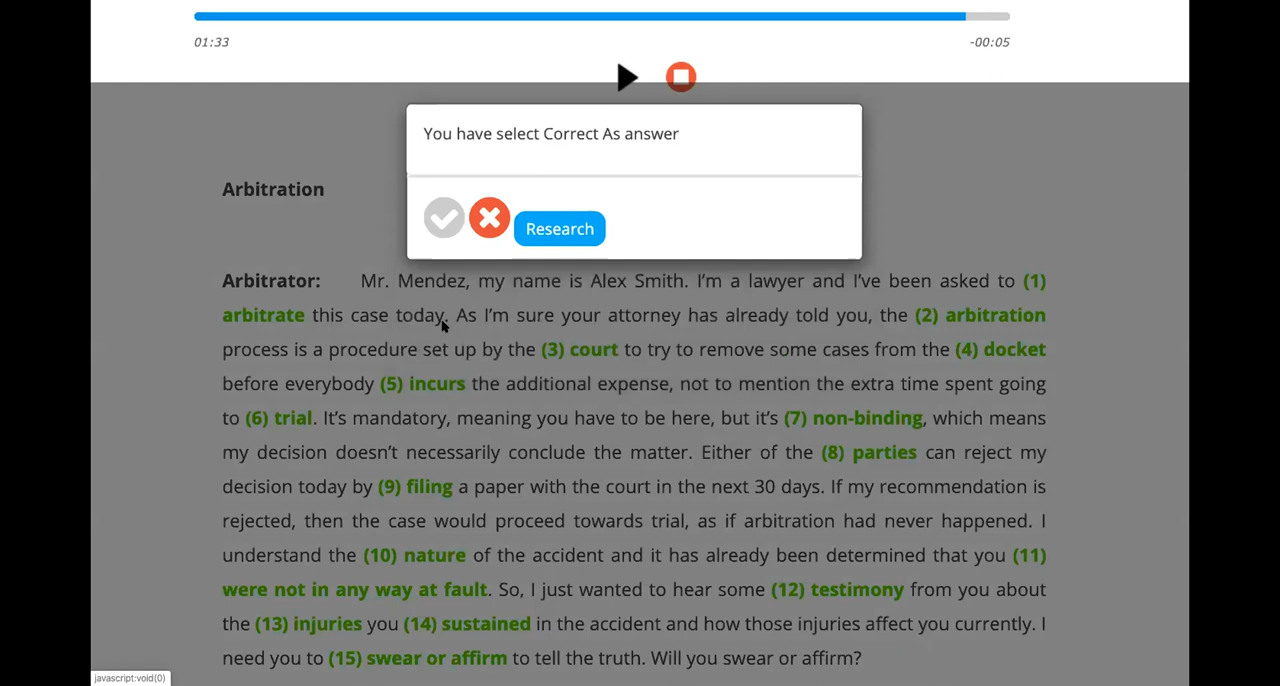 01:33
-00:05
You have select Correct As answer
Research
Arbitration
Arbitrator: Mr. Mendez, my name is Alex Smith. I’m a lawyer and I’ve been asked to (1)
arbitrate this case today. As I’m sure your attorney has already told you, the (2) arbitration
process is a procedure set up by the (3) court to try to remove some cases from the (4) docket
before everybody (5) incurs the additional expense, not to mention the extra time spent going
to (6) trial. It’s mandatory, meaning you have to be here, but it’s (7) non-binding, which means
my decision doesn’t necessarily conclude the matter. Either of the (8) parties can reject my
decision today by (9) filing a paper with the court in the next 30 days. If my recommendation is
rejected, then the case would proceed towards trial, as if arbitration had never happened. I
understand the (10) nature of the accident and it has already been determined that you (11)
were not in any way at fault. So, I just wanted to hear some (12) testimony from you about
the (13) injuries you (14) sustained in the accident and how those injuries affect you currently. I
need you to (15) swear or affirm to tell the truth. Will you swear or affirm?
javascript:void(0)